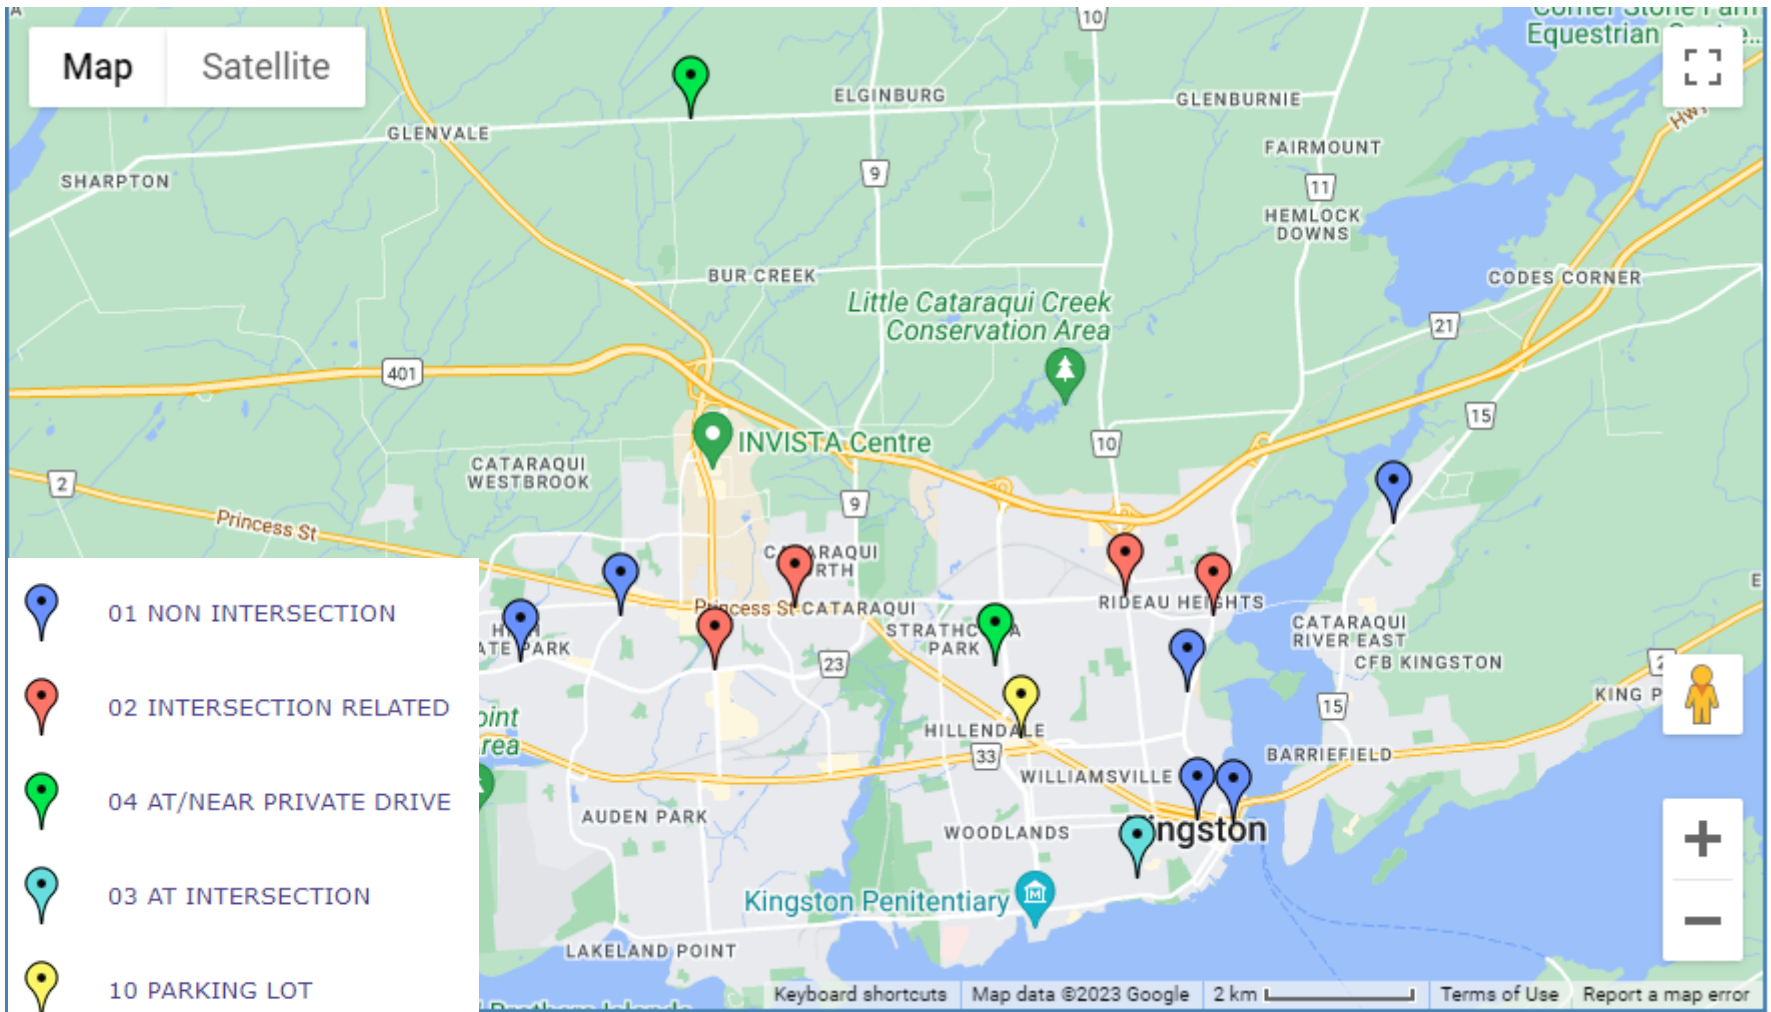 Map
Satellite
Equestrian
10
ELGINBURG
GLENBURNIE
GLENVALE
FAIRMOUNT
SHARPTON
9
11
HEMLOCK
DOWNS
BUR CREEK
CODES CORNER
Little Cataraqui Creek
Conservation Area
21
401
15
INVISTA Centre
10
CATARAQUI
WESTBROOK
2
9
Princess St
01 NON INTERSECTION
02 INTERSECTION RELATED
04 AT/NEAR PRIVATE DRIVE
03 AT INTERSECTION
10 PARKING LOT
Princess St
CATARAQUI
RIDEAU HEIGHTS
PARK
23
CATARAQUI
RIVER EAST
CFB KINGSTON
15
HILLENDALE
33
BARRIEFIELD
WILLIAMSVILLE
AUDEN PARK
WOODLANDS
Kingston Penitentiary
LAKELAND POINT
Keyboard shortcuts
Map data ©2023 Google
2 km
Terms of Use
Report a map error